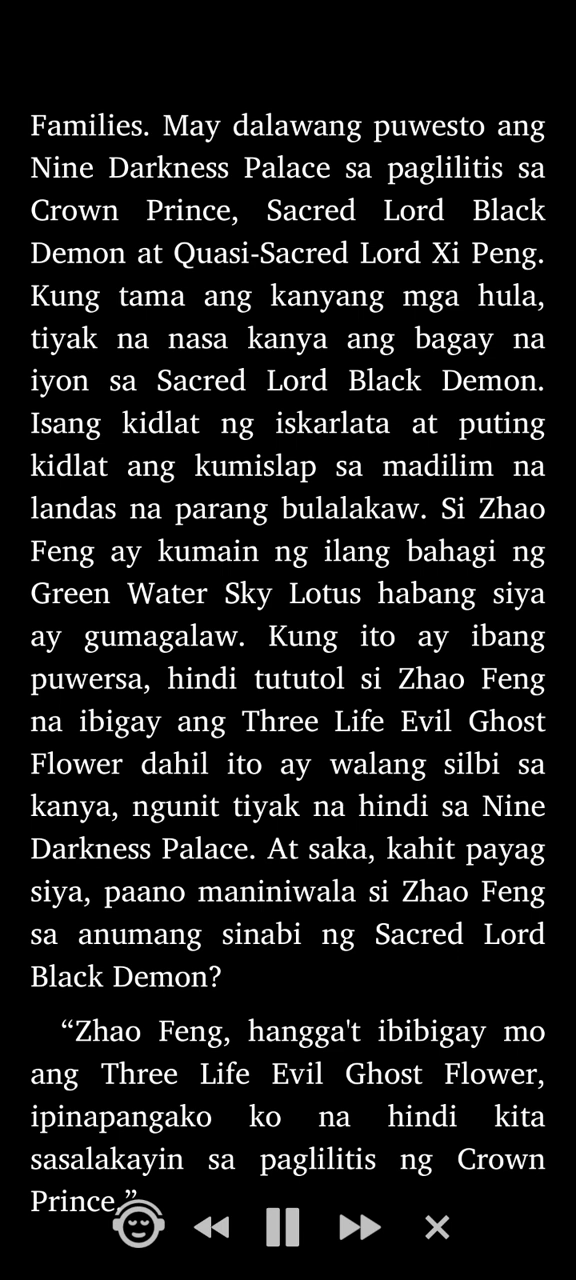 Families. May dalawang puwesto ang
Nine Darkness Palace sa paglilitis sa
Crown Prince, Sacred Lord Black
Demon at Quasi-Sacred Lord Xi Peng.
Kung tama ang kanyang mga hula,
tiyak na nasa kanya ang bagay na
iyon sa Sacred Lord Black Demon.
Isang kidlat ng iskarlata at puting
kidlat ang kumislap sa madilim na
landas na parang bulalakaw. Si Zhao
Feng ay kumain ng ilang bahagi ng
Green Water Sky Lotus habang siya
ay gumagalaw. Kung ito ay ibang
puwersa, hindi tututol si Zhao Feng
na ibigay ang Three Life Evil Ghost
Flower dahil ito ay walang silbi sa
kanya, ngunit tiyak na hindi sa Nine
Darkness Palace. At saka, kahit payag
siya, paano maniniwala si Zhao Feng
sa anumang sinabi ng Sacred Lord
Black Demon?
“Zhao Feng, hangga't ibibigay mo
ang Three Life Evil Ghost Flower,
ipinapangako ko na hindi kita
sasalakayin sa paglilitis ng Crown
Prince.”